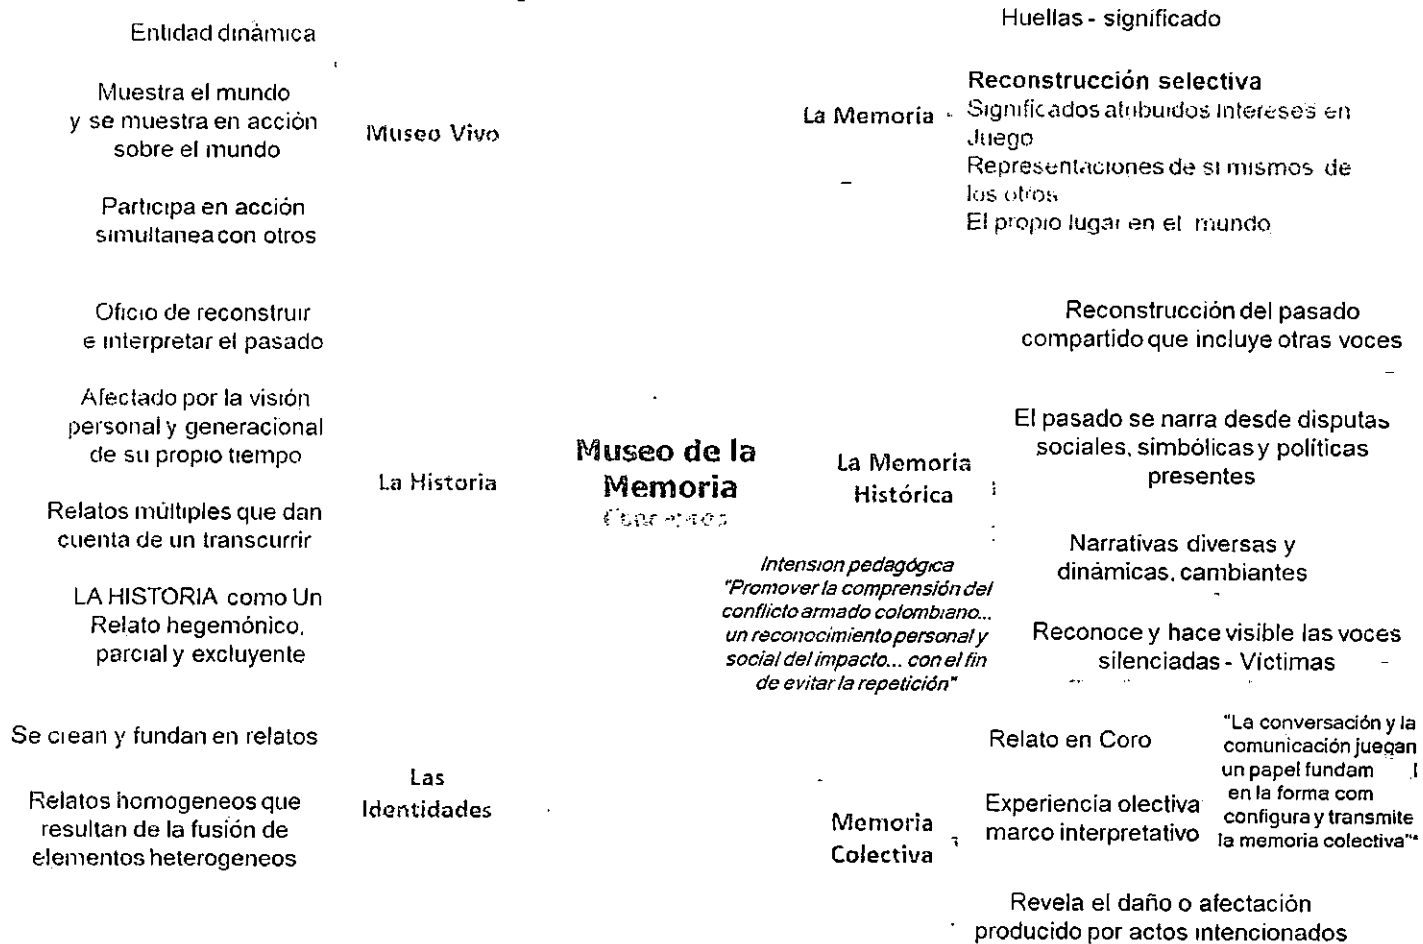 Entidad dinámica
Muestra el mundo
y se muestra en acción
sobre el mundo
Participa en acción
simultanea con otros
Museo Vivo
Oficio de reconstruir
e interpretar el pasado
Afectado por la visión
personal y generacional
de su propio tiempo
Relatos múltiples que dan
cuenta de un transcurrir
LA HISTORIA como Un
Relato hegemónico,
parcial y excluyente
La Historia
Se crean y fundan en relatos
Relatos homogeneos que
resultan de la fusión de
elementos heterogeneos
Las
Identidades
Museo de la
Memoria
Conceptos
Intension pedagógica
"Promover la comprensión del
conflicto armado colombiano...
un reconocimiento personal y
social del impacto... con el fin
de evitar la repetición"
La Memoria
Huellas - significado
Reconstrucción selectiva
Significados atribuidos Intereses en
Juego
Representaciones de si mismos de
los otros
El propio lugar en el mundo
La Memoria
Histórica
Reconstrucción del pasado
compartido que incluye otras voces
El pasado se narra desde disputas
sociales, simbólicas y políticas
presentes
Narrativas diversas y
dinámicas, cambiantes
Reconoce y hace visible las voces
silenciadas - Víctimas
Memoria
Colectiva
Relato en Coro
Experiencia olectiva
marco interpretativo
"La conversación y la
comunicación juegan
un papel fundam
en la forma com
configura y transmite
la memoria colectiva"
Revela el daño o afectación
producido por actos intencionados